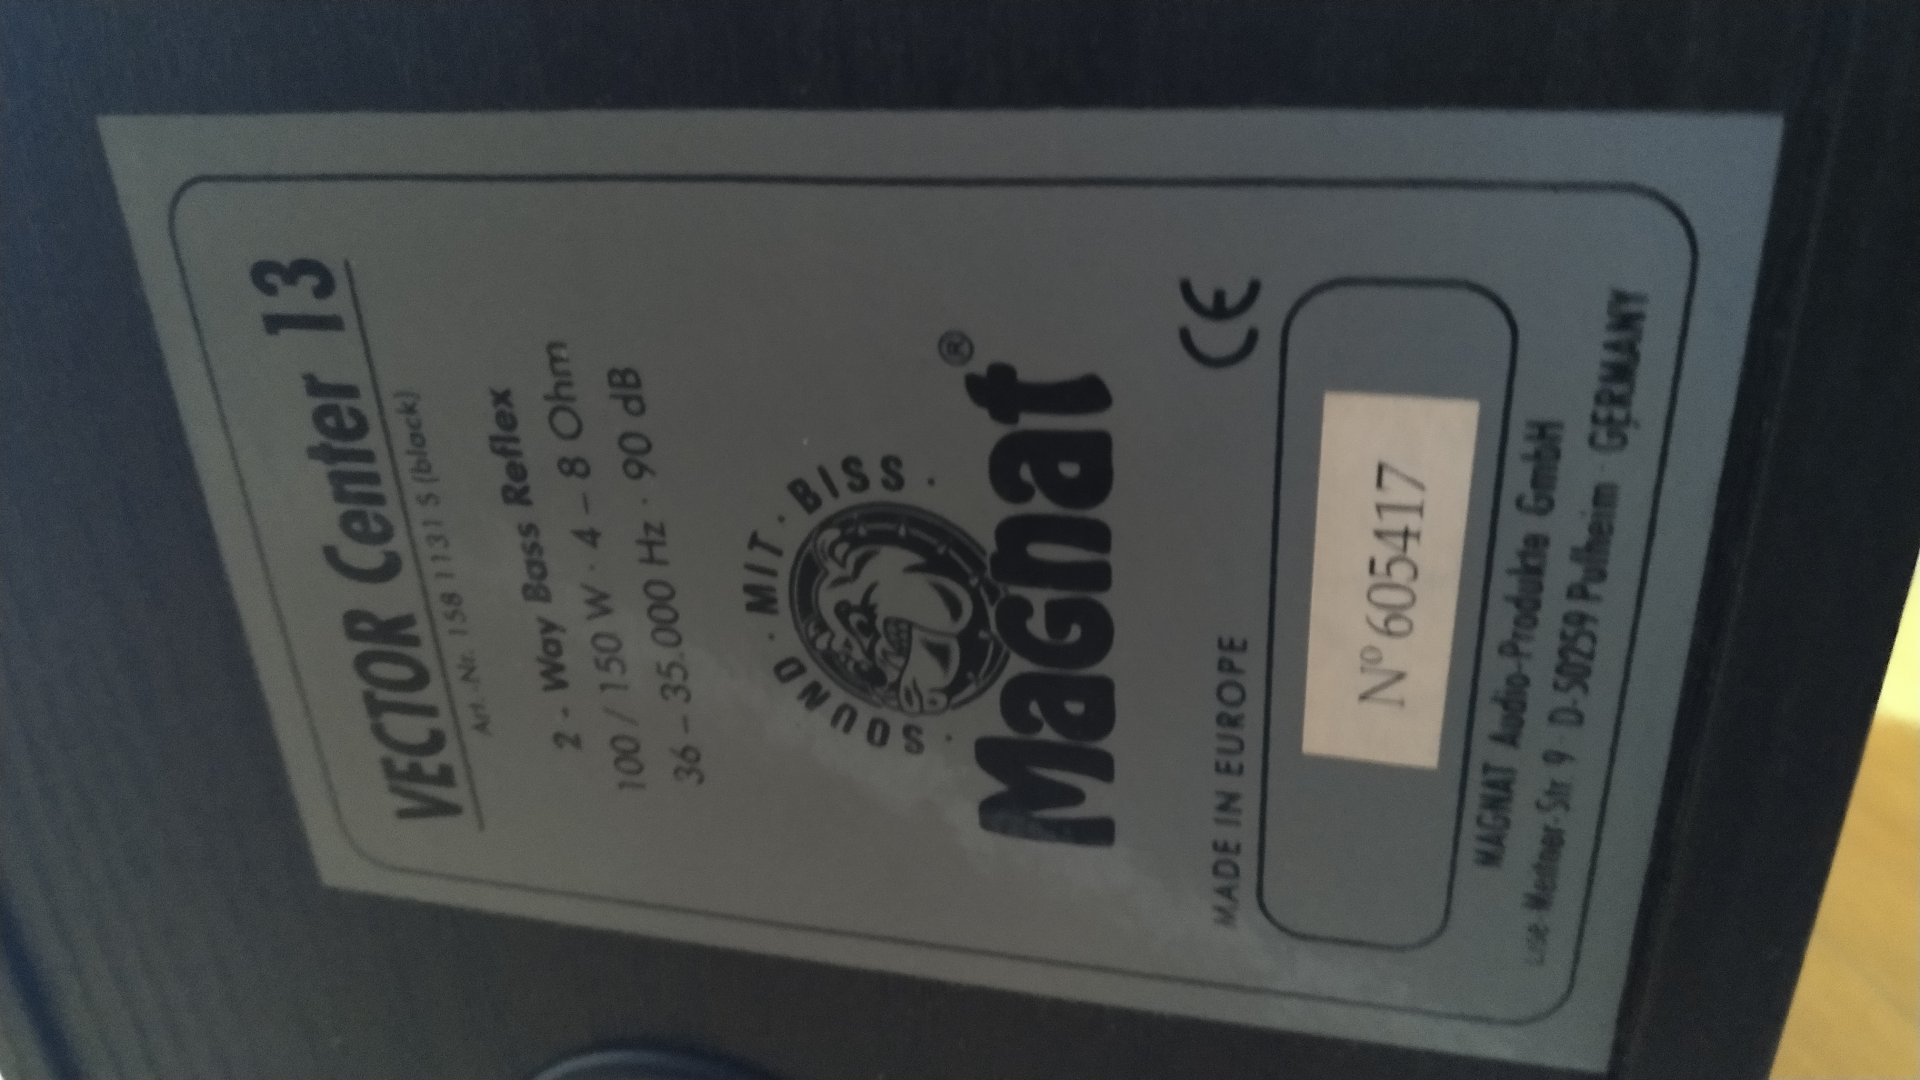 VECTOR Center 13
Art.-Nr. 158 1131 S (black)
2 - Way Bass Reflex
100 / 150 W · 4 – 8 Ohm
36 – 35.000 Hz · 90 dB
· SOUND · MIT · BISS ·
Magnat®
MADE IN EUROPE CE
Nº 605417
MAGNAT Audio-Produkte GmbH
Lise-Meitner-Str. 9 · D-50259 Pulheim · GERMANY